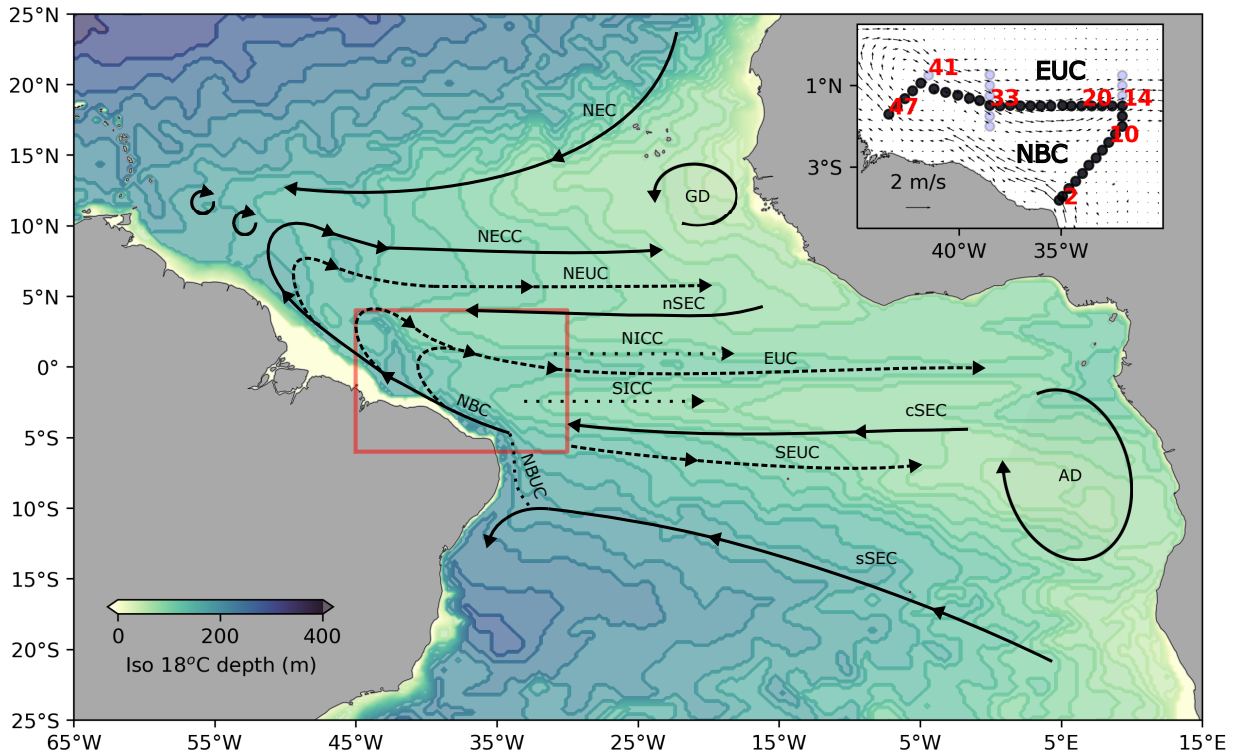 25°N
20°N
15°N
10°N
5°N
0°
5°S
10°S
15°S
20°S
25°S
65°W
55°W
45°W
35°W
25°W
15°W
5°W
5°E
15°E
NEC
GD
NECC
NEUC
nSEC
NICC
EUC
SICC
NBC
cSEC
SEUC
NBUC
AD
sSEC
0 200 400
Iso 18°C depth (m)
41
EUC
1°N
47
33
20
14
10
NBC
3°S
2 m/s
2
40°W
35°W